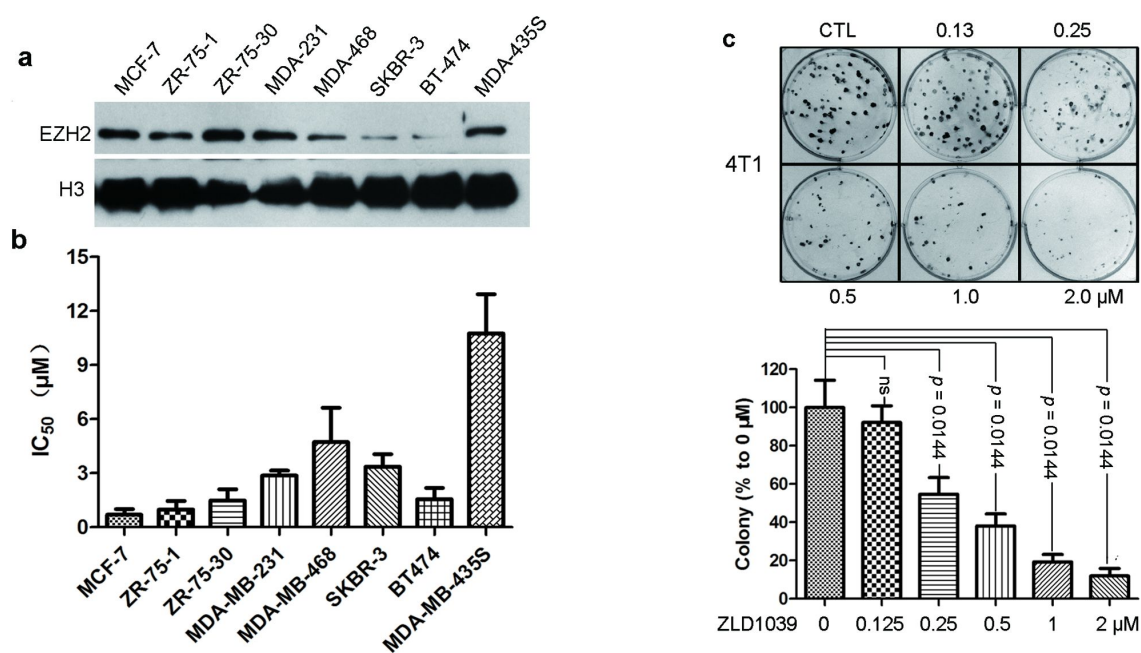 a
MCF-7
ZR-75-1
ZR-75-30
MDA-231
MDA-468
SKBR-3
BT-474
MDA-435S
EZH2
H3
b
IC50 (μM)
15
12
9
6
3
0
MCF-7
ZR-75-1
ZR-75-30
MDA-MB-231
MDA-MB-468
SKBR-3
BT474
MDA-MB-435S
c
CTL 0.13 0.25
4T1
0.5 1.0 2.0 μM
Colony (% to 0 μM)
120
100
80
60
40
20
0
ns
p = 0.0144
p = 0.0144
p = 0.0144
p = 0.0144
ZLD1039 0 0.125 0.25 0.5 1 2 μM